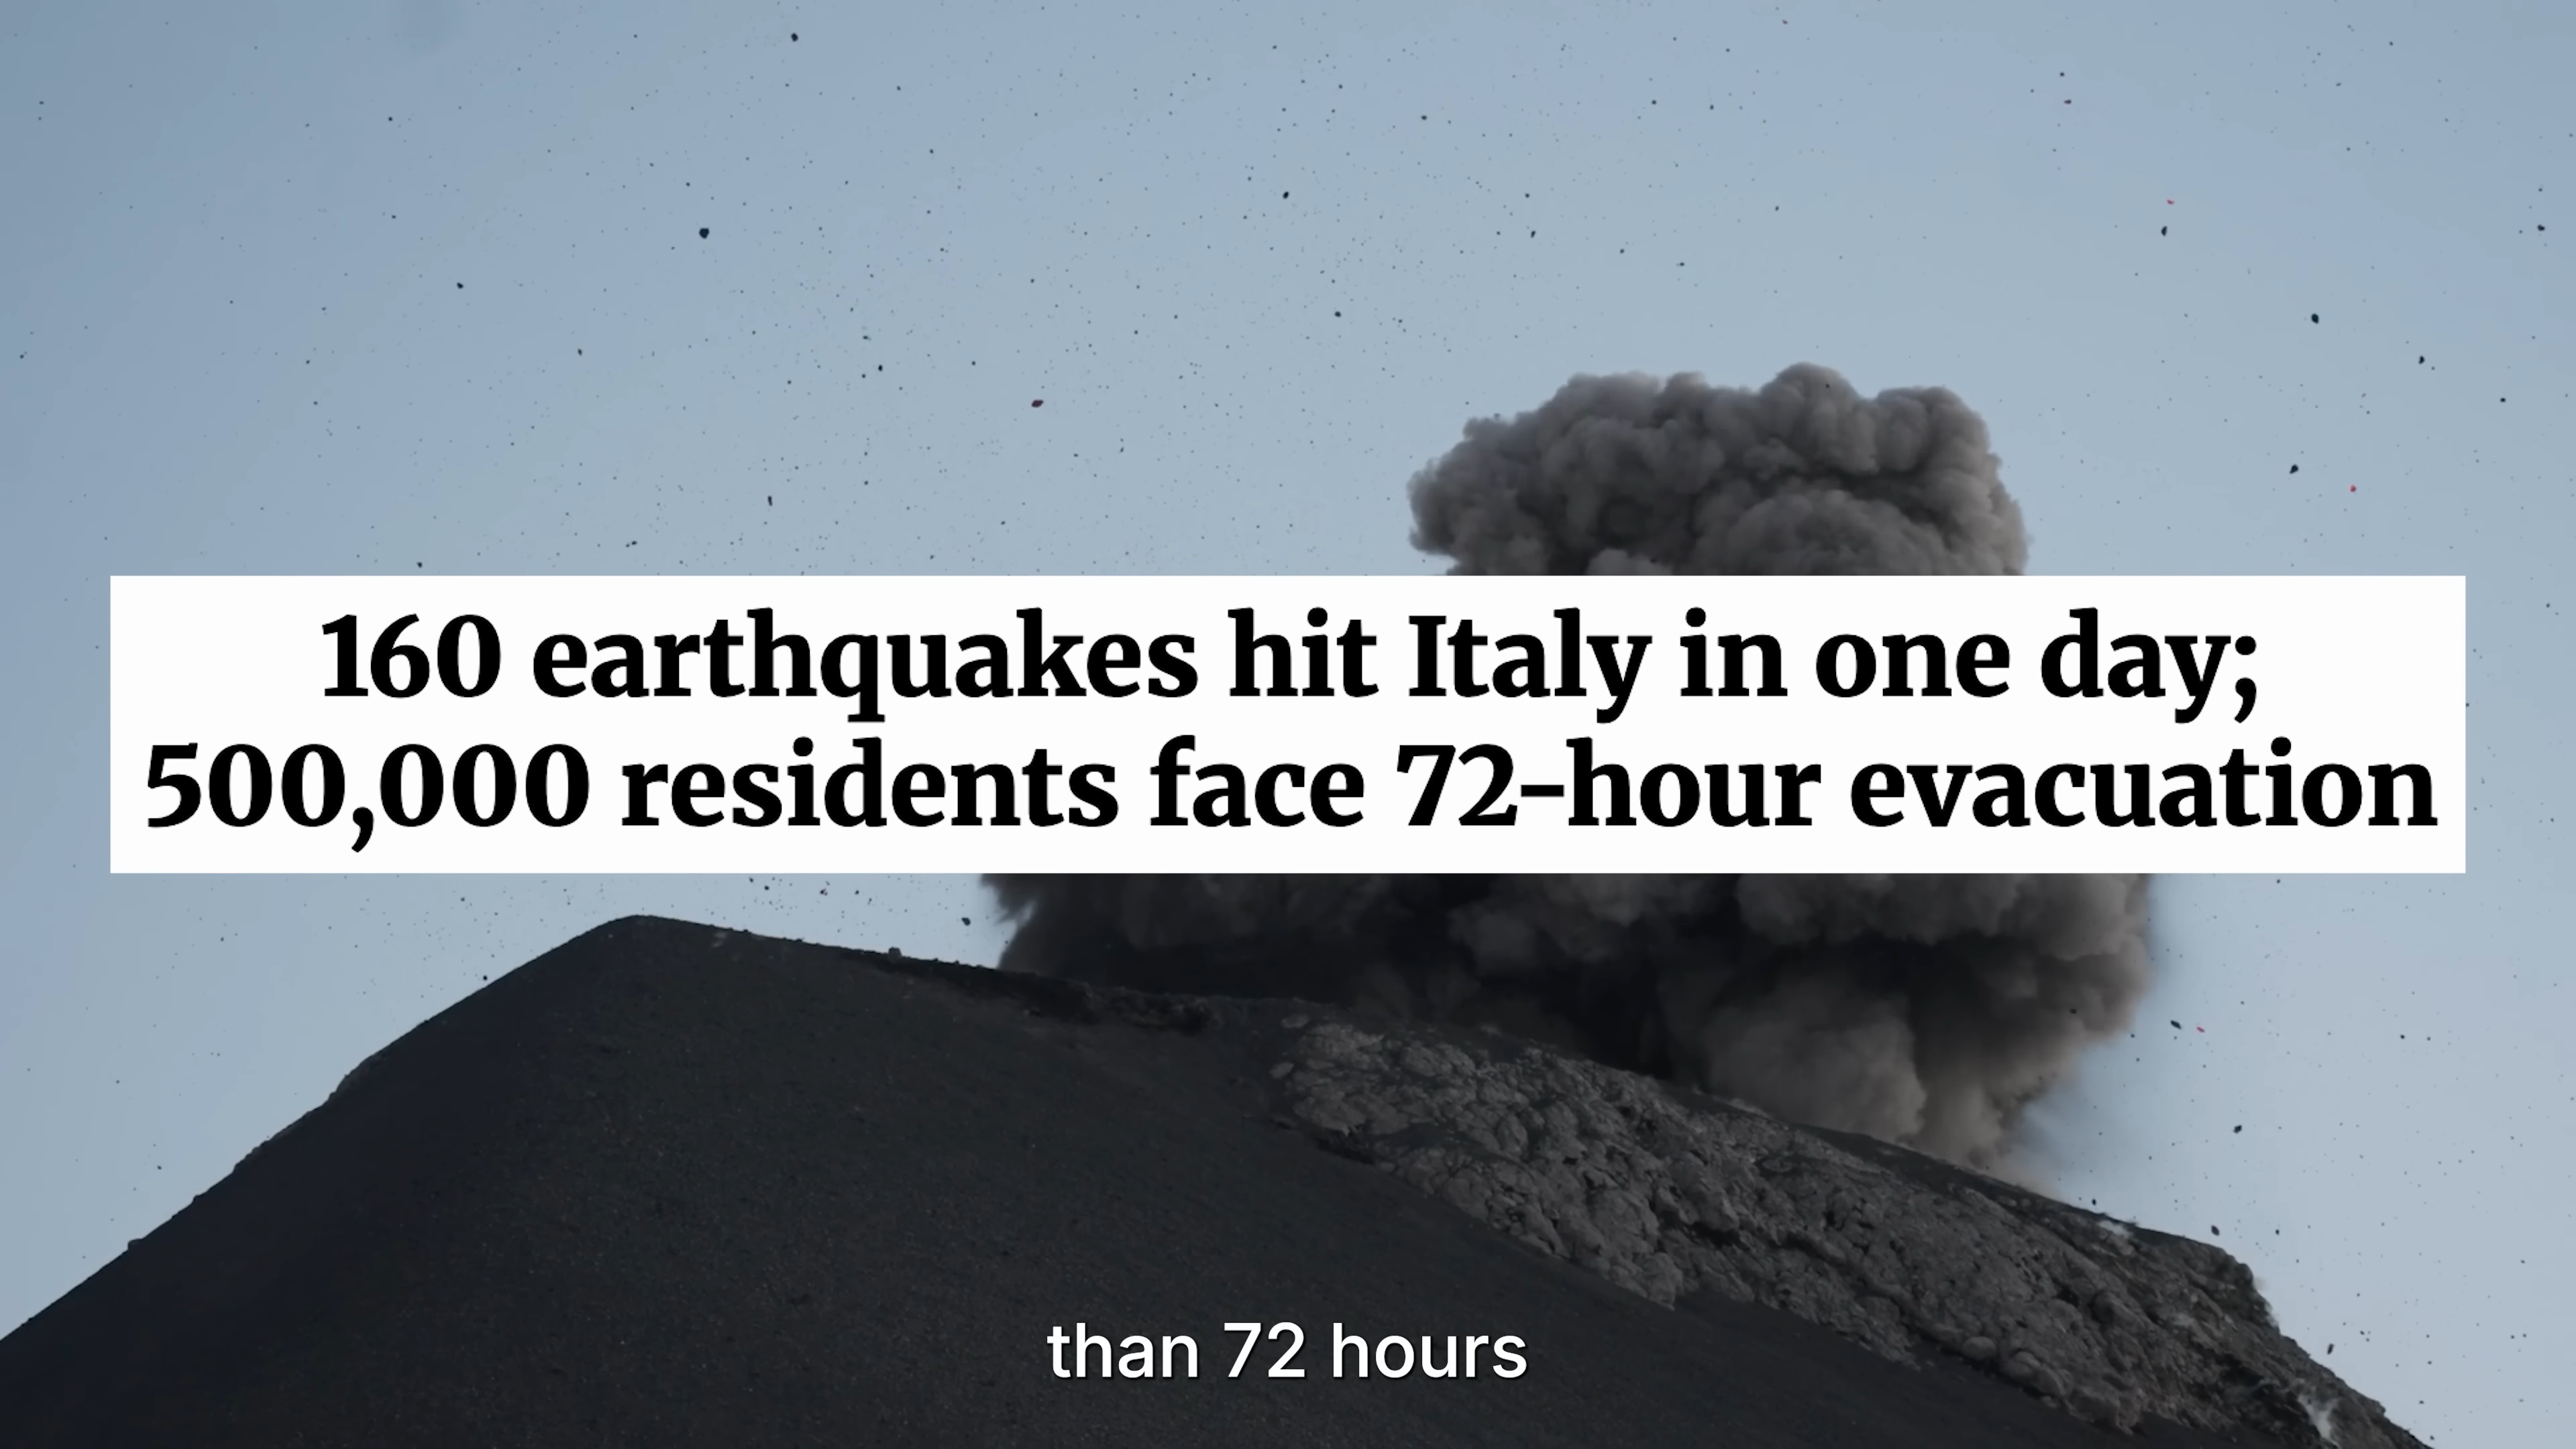 160 earthquakes hit Italy in one day;
500,000 residents face 72-hour evacuation
than 72 hours